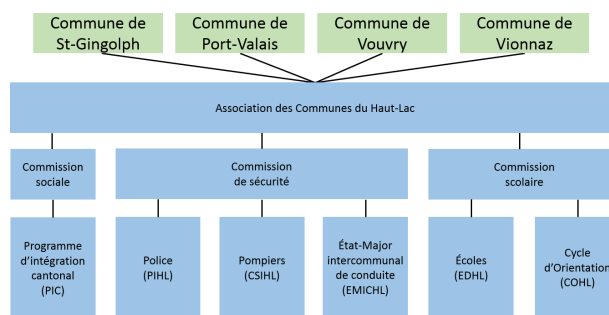 Commune de
St-Gingolph
Commune de
Port-Valais
Commune de
Vouvry
Commune de
Vionnaz
Association des Communes du Haut-Lac
Commission
sociale
Commission
de sécurité
Commission
scolaire
Programme
d'intégration
cantonal
(PIC)
Police
(PIHL)
Pompiers
(CSIHL)
État-Major
intercommunal
de conduite
(EMICHL)
Écoles
(EDHL)
Cycle
d'Orientation
(COHL)